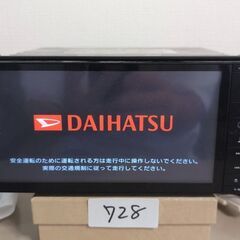 DAIHATSU
安全運転のために運転される方は走行中に操作しないでください。
実際の交通規制に従って走行してください。
728